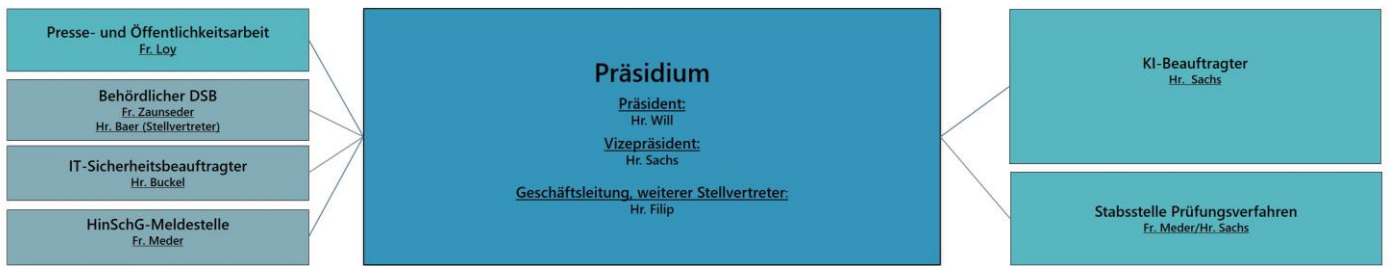 Presse- und Öffentlichkeitsarbeit
Fr. Loy
Behördlicher DSB
Fr. Zaunseder
Hr. Baer (Stellvertreter)
IT-Sicherheitsbeauftragter
Hr. Buckel
HinSchG-Meldestelle
Fr. Meder
Präsidium
Präsident:
Hr. Will
Vizepräsident:
Hr. Sachs
Geschäftsleitung, weiterer Stellvertreter:
Hr. Filip
KI-Beauftragter
Hr. Sachs
Stabsstelle Prüfungsverfahren
Fr. Meder/Hr. Sachs